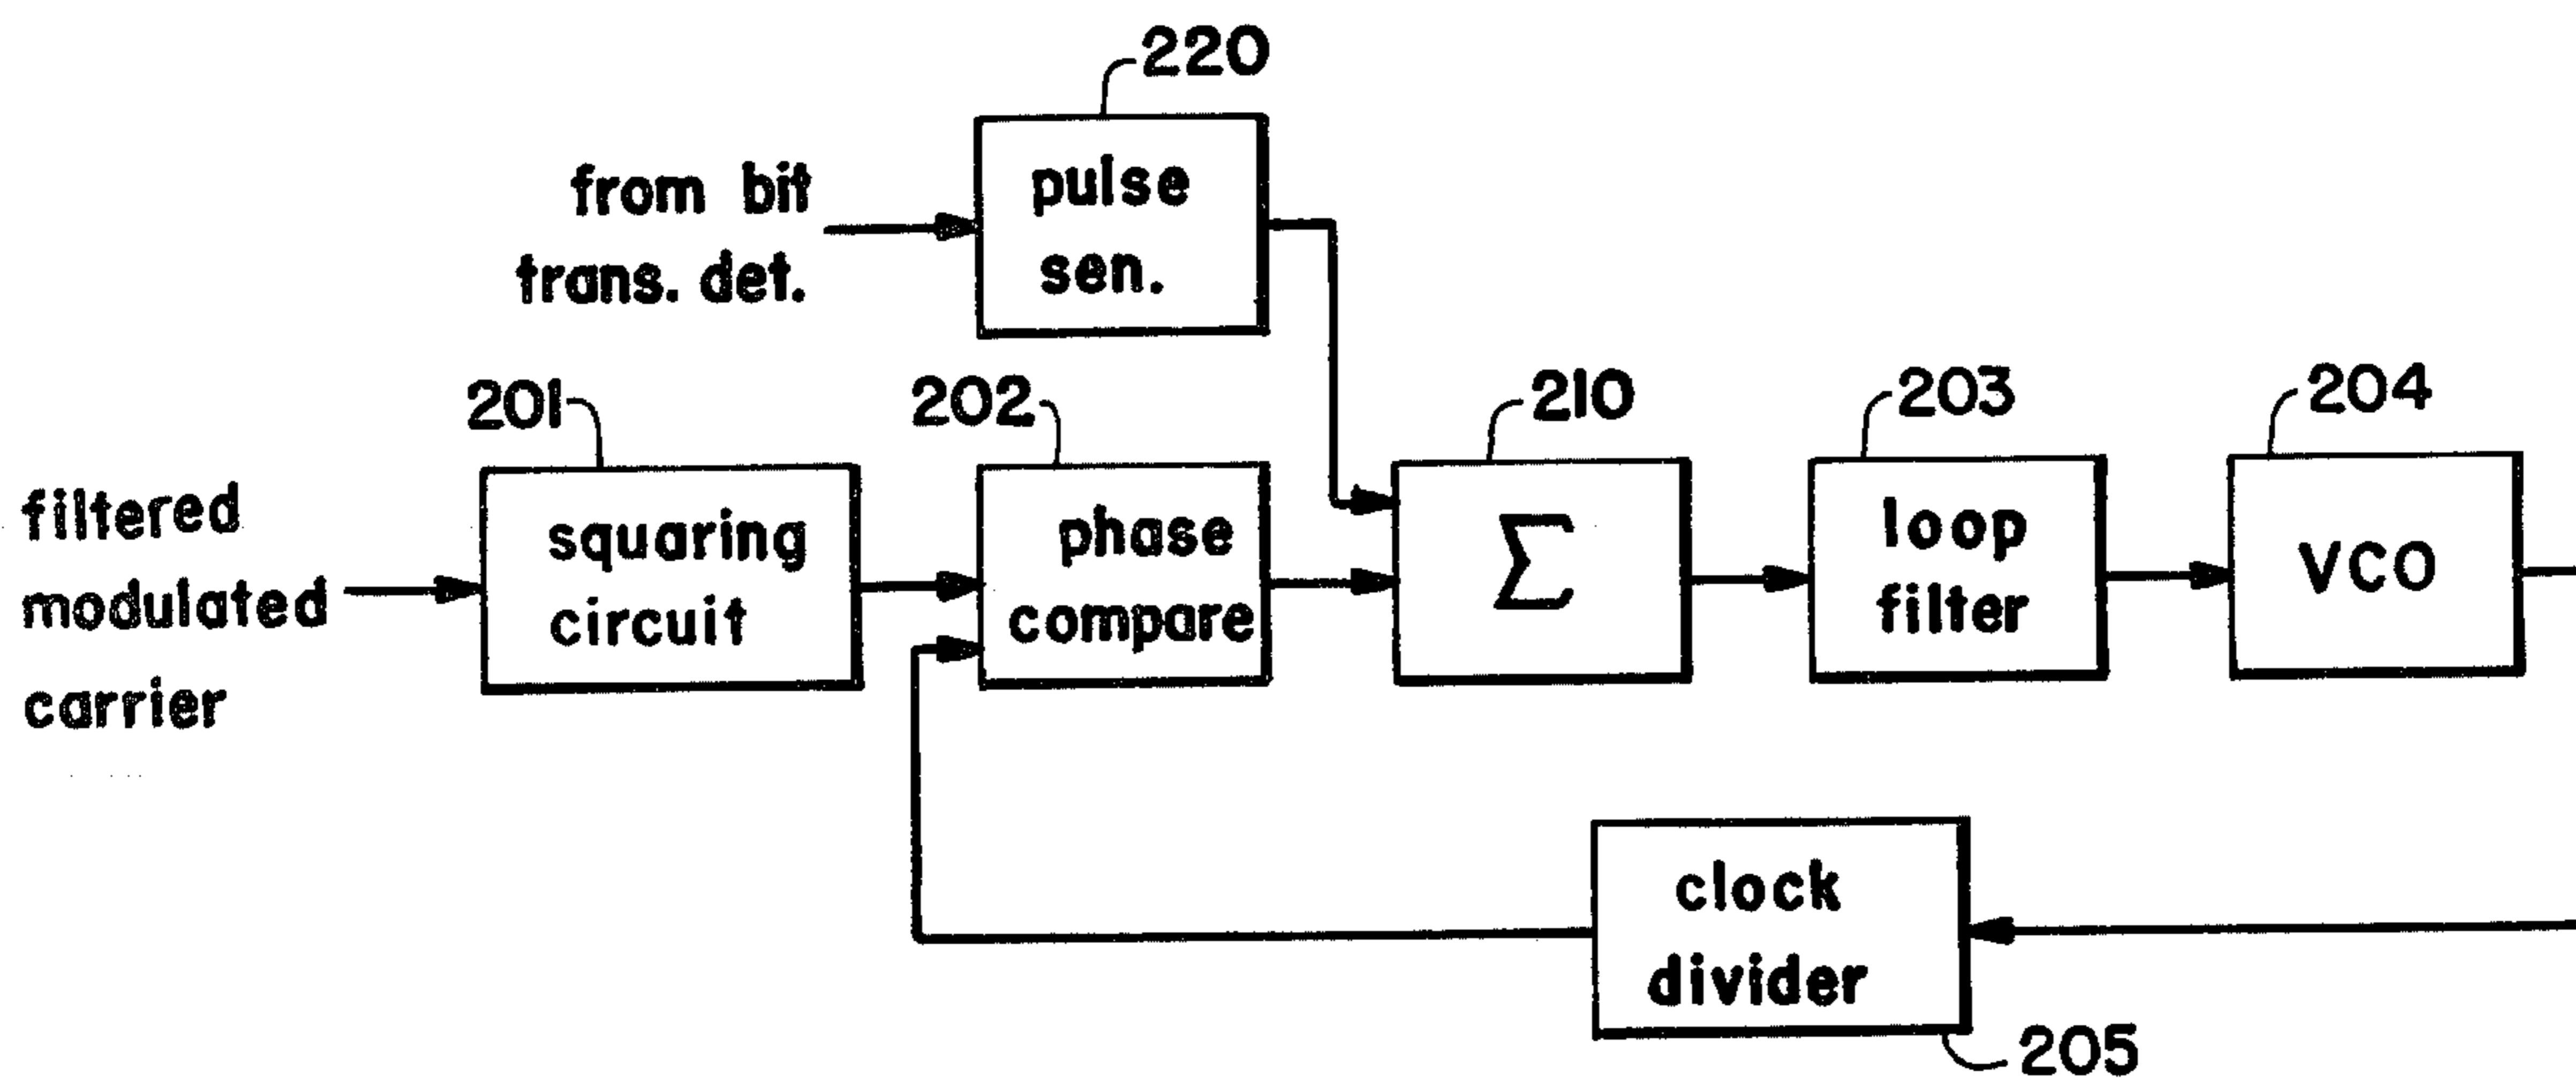 220
from bit
trans. det.
pulse
sen.
201
202
210
203
204
filtered
modulated
carrier
squaring
circuit
phase
compare
Σ
loop
filter
VCO
clock
divider
205